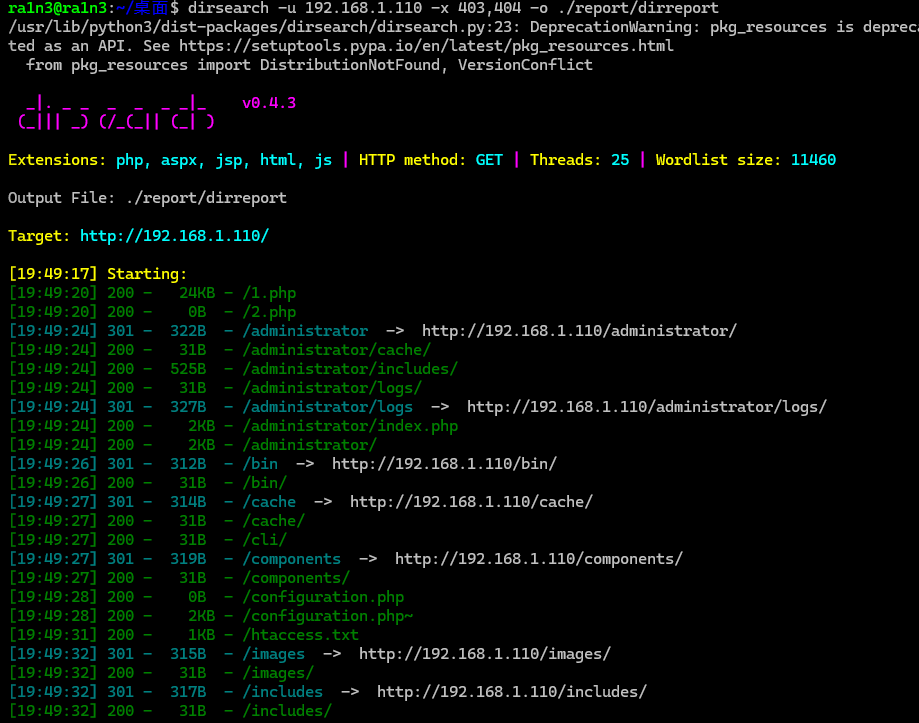 ra1n3@ra1n3:~/桌面$ dirsearch -u 192.168.1.110 -x 403,404 -o ./report/dirreport
/usr/lib/python3/dist-packages/dirsearch/dirsearch.py:23: DeprecationWarning: pkg_resources is depreca
ted as an API. See https://setuptools.pypa.io/en/latest/pkg_resources.html
  from pkg_resources import DistributionNotFound, VersionConflict
  _|. _ _  _  _  _ _|_    v0.4.3
 (_||| _) (/_(_|| (_| )
Extensions: php, aspx, jsp, html, js | HTTP method: GET | Threads: 25 | Wordlist size: 11460
Output File: ./report/dirreport
Target: http://192.168.1.110/
[19:49:17] Starting:
[19:49:20] 200 -   24KB - /1.php
[19:49:20] 200 -    0B  - /2.php
[19:49:24] 301 -  322B  - /administrator  ->  http://192.168.1.110/administrator/
[19:49:24] 200 -   31B  - /administrator/cache/
[19:49:24] 200 -  525B  - /administrator/includes/
[19:49:24] 200 -   31B  - /administrator/logs/
[19:49:24] 301 -  327B  - /administrator/logs  ->  http://192.168.1.110/administrator/logs/
[19:49:24] 200 -    2KB - /administrator/index.php
[19:49:24] 200 -    2KB - /administrator/
[19:49:26] 301 -  312B  - /bin  ->  http://192.168.1.110/bin/
[19:49:26] 200 -   31B  - /bin/
[19:49:27] 301 -  314B  - /cache  ->  http://192.168.1.110/cache/
[19:49:27] 200 -   31B  - /cache/
[19:49:27] 200 -   31B  - /cli/
[19:49:27] 301 -  319B  - /components  ->  http://192.168.1.110/components/
[19:49:27] 200 -   31B  - /components/
[19:49:28] 200 -    0B  - /configuration.php
[19:49:28] 200 -    2KB - /configuration.php~
[19:49:31] 200 -    1KB - /htaccess.txt
[19:49:32] 301 -  315B  - /images  ->  http://192.168.1.110/images/
[19:49:32] 200 -   31B  - /images/
[19:49:32] 301 -  317B  - /includes  ->  http://192.168.1.110/includes/
[19:49:32] 200 -   31B  - /includes/